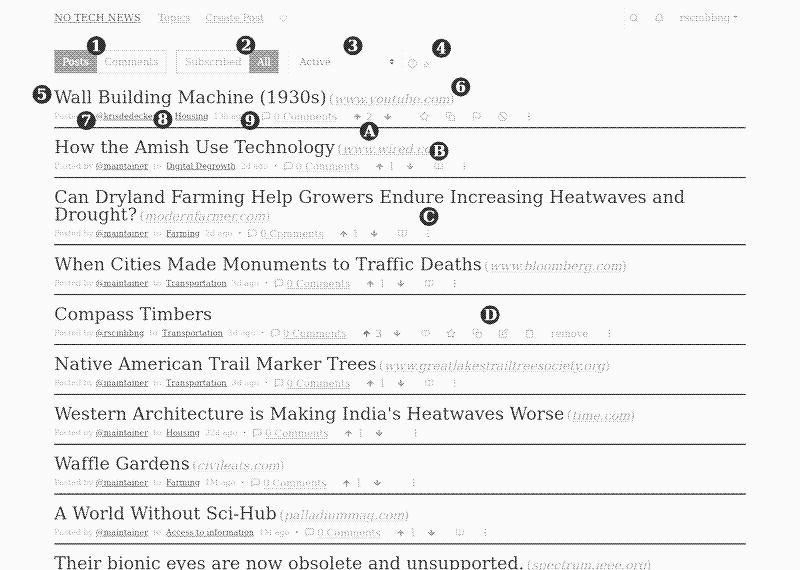 NO TECH NEWS Topics Create Post rscmbbng
1 2 3 4
Posts Comments Subscribed All Active
5 Wall Building Machine (1930s) (www.youtube.com) 6
7 8 9
@krisdedecker Housing 0 Comments 2
A
How the Amish Use Technology (www.wired.co B
Posted by @maintainer to Digital Degrowth 2d ago • 0 Comments 1
Can Dryland Farming Help Growers Endure Increasing Heatwaves and
Drought? (modernfarmer.com) C
Posted by @maintainer to Farming 2d ago • 0 Comments 1
When Cities Made Monuments to Traffic Deaths (www.bloomberg.com)
Posted by @maintainer to Transportation 3d ago • 0 Comments 1
Compass Timbers D
Posted by @rscmbbng to Transportation 3d ago • 0 Comments 3 remove
Native American Trail Marker Trees (www.greatlakestrailtreesociety.org)
Posted by @maintainer to Transportation 3d ago • 0 Comments 1
Western Architecture is Making India's Heatwaves Worse (time.com)
Posted by @maintainer to Housing 22d ago • 0 Comments 1
Waffle Gardens (civileats.com)
Posted by @maintainer to Farming 1M ago • 0 Comments 1
A World Without Sci-Hub (palladiummag.com)
Posted by @maintainer to Access to information 1M ago • 0 Comments 1
Their bionic eyes are now obsolete and unsupported. (spectrum.ieee.org)